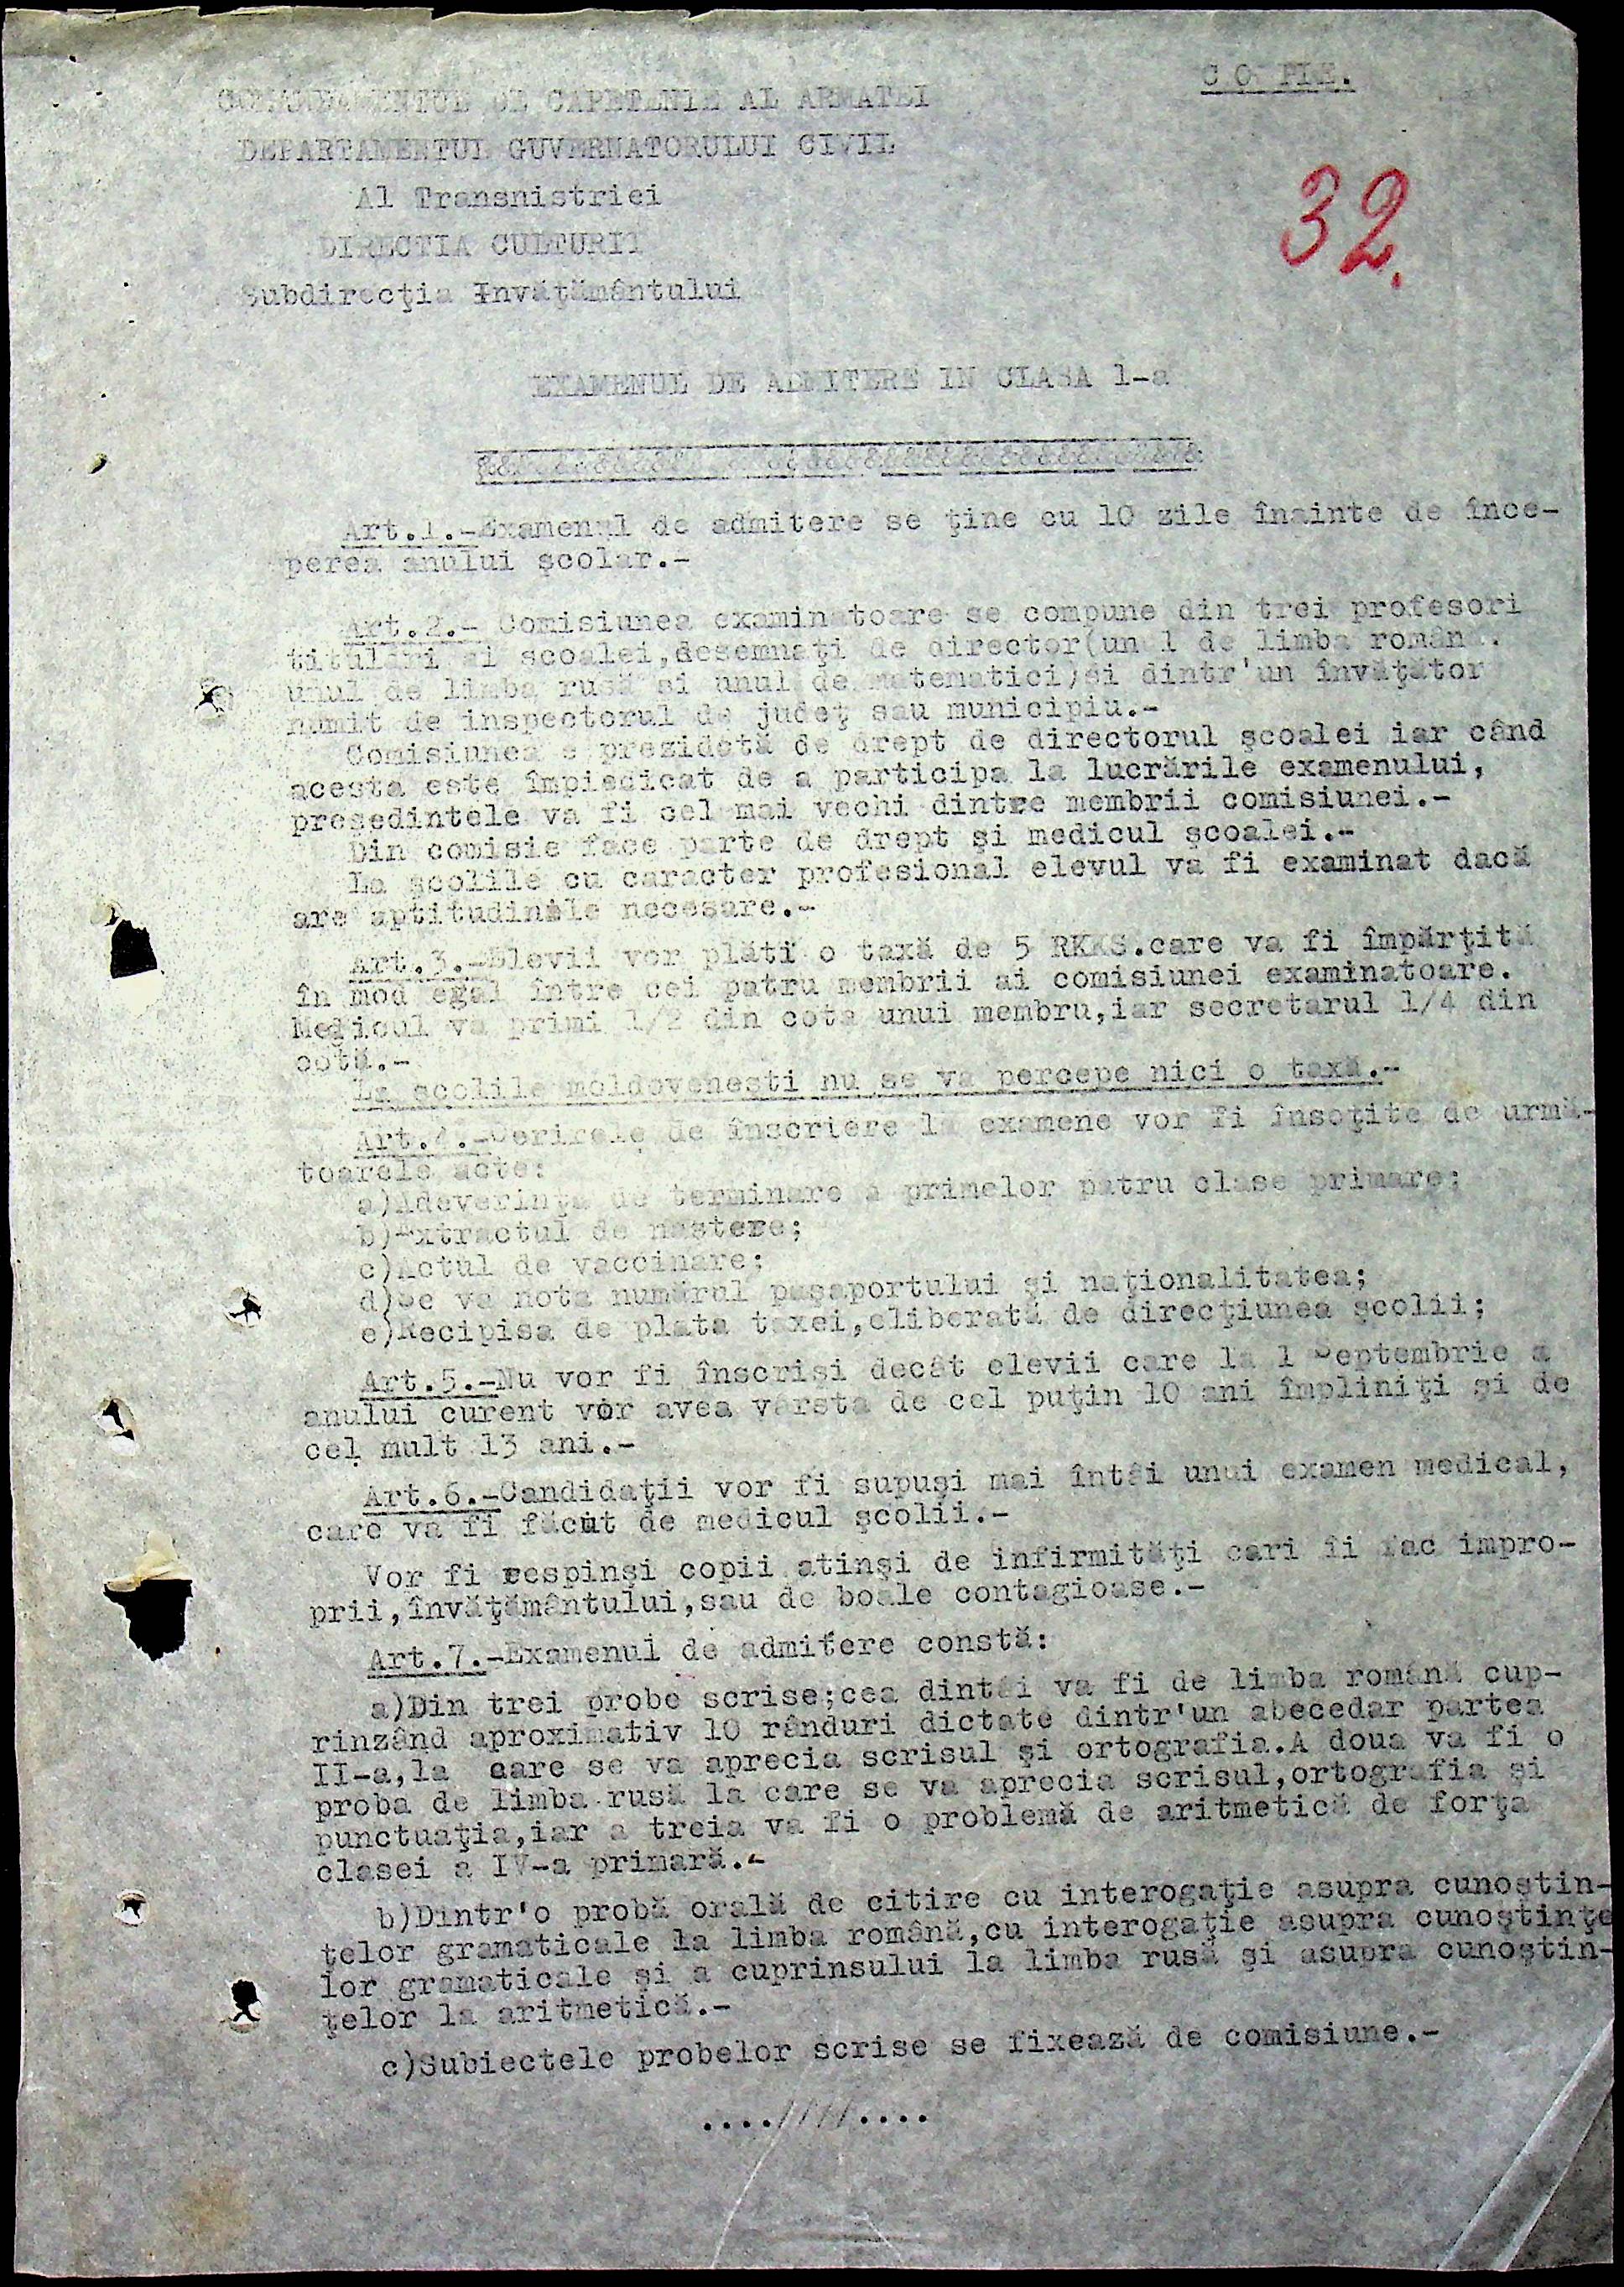 C O PIE.
COMANDAMENTUL DE CAPETENIE AL ARMATEI
DEPARTAMENTUL GUVERNATORULUI CIVIL
Al Transnistriei
32.
DIRECTIA CULTURII
Subdirecţia Invăţământului
EXAMENUL DE ADMITERE IN CLASA 1-a
Art.1.-Examenul de admitere se ţine cu 10 zile înainte de înce-
perea anului şcolar.-
Art.2.- Comisiunea examinatoare se compune din trei profesori
titulari ai scoalei,desemnaţi de director(unul de limba română.
unul de limba rusă si unul de matematici)si dintr'un învăţător
numit de inspectorul de judeţ sau municipiu.-
Comisiunea e prezidată de drept de directorul şcoalei iar când
acesta este împiedicat de a participa la lucrările examenului,
preşedintele va fi cel mai vechi dintre membrii comisiunei.-
Din comisie face parte de drept şi medicul şcoalei.-
La şcolile cu caracter profesional elevul va fi examinat dacă
are aptitudinile necesare.-
Art.3.-Elevii vor plăti o taxă de 5 RKKS.care va fi împărţită
în mod egal între cei patru membrii ai comisiunei examinatoare.
Medicul va primi 1/2 din cota unui membru,iar secretarul 1/4 din
cotă.-
La scolile moldovenesti nu se va percepe nici o taxă.-
Art.4.-Cerirele de înscriere la examene vor fi însoţite de urmă-
toarele acte:
a)Adeverinţa de terminare a primelor patru clase primare;
b)Extractul de naştere;
c)Actul de vaccinare;
d)Se va nota numărul paşaportului şi naţionalitatea;
e)Recipisa de plata taxei,eliberată de direcţiunea şcolii;
Art.5.-Nu vor fi înscrişi decât elevii care la 1 Septembrie a
anului curent vor avea vârsta de cel puţin 10 ani împliniţi şi de
cel mult 13 ani.-
Art.6.-Candidaţii vor fi supuşi mai întâi unui examen medical,
care va fi făcut de medicul şcolii.-
Vor fi respinşi copii atinşi de infirmităţi cari îi fac impro-
prii,învăţământului,sau de boale contagioase.-
Art.7.-Examenul de admitere constă:
a)Din trei probe scrise;cea dintâi va fi de limba română cup-
rinzând aproximativ 10 rânduri dictate dintr'un abecedar partea
II-a,la care se va aprecia scrisul şi ortografia.A doua va fi o
proba de limba rusă la care se va aprecia scrisul,ortografia şi
punctuaţia,iar a treia va fi o problemă de aritmetică de forţa
clasei a IV-a primară.-
b)Dintr'o probă orală de citire cu interogaţie asupra cunoştin-
ţelor gramaticale la limba română,cu interogaţie asupra cunoştinţe
lor gramaticale şi a cuprinsului la limba rusă şi asupra cunoştin-
ţelor la aritmetică.-
c)Subiectele probelor scrise se fixează de comisiune.-
....////....